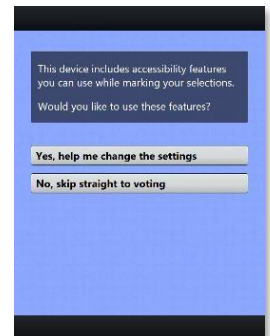 This device includes accessibility features
you can use while marking your selections.
Would you like to use these features?
Yes, help me change the settings
No, skip straight to voting